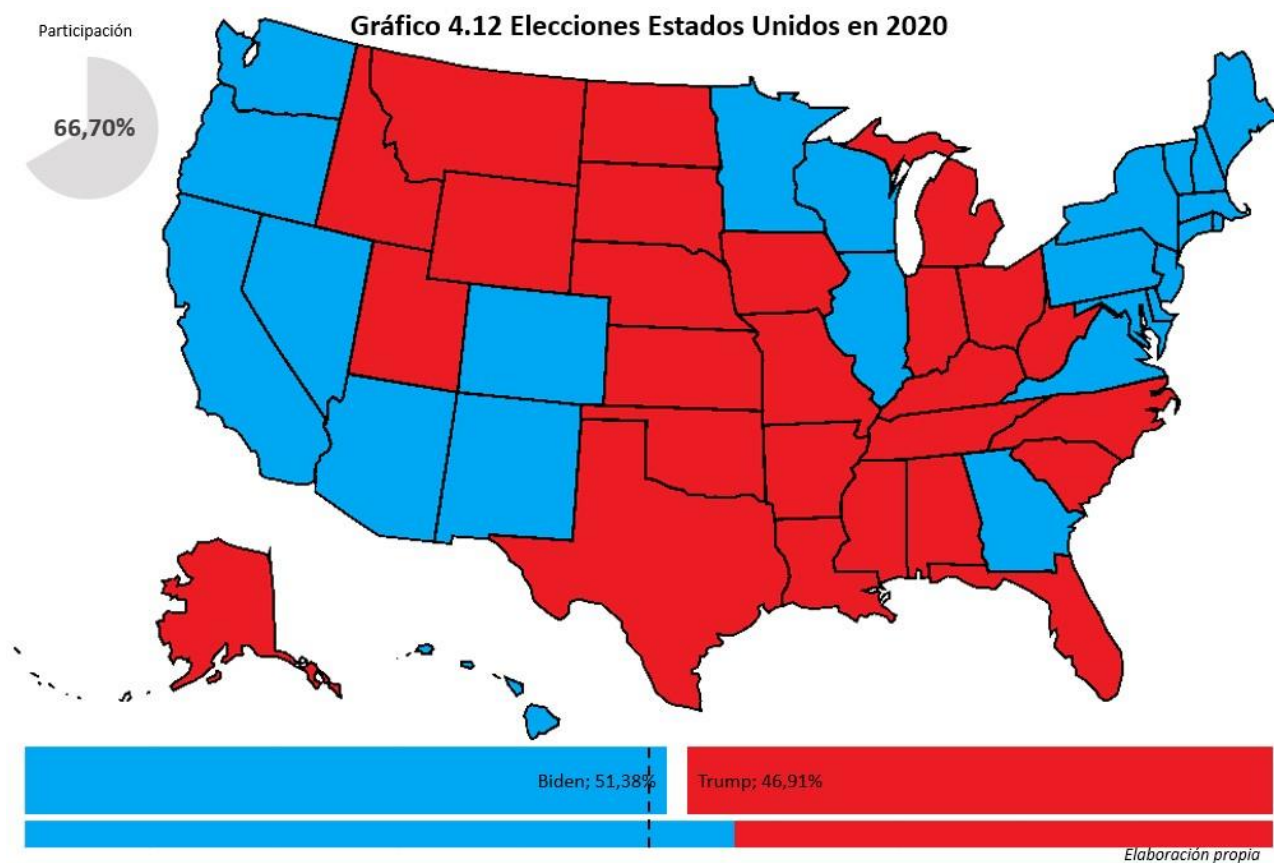 Gráfico 4.12 Elecciones Estados Unidos en 2020
Participación
66,70%
Biden; 51,38%
Trump; 46,91%
Elaboración propia